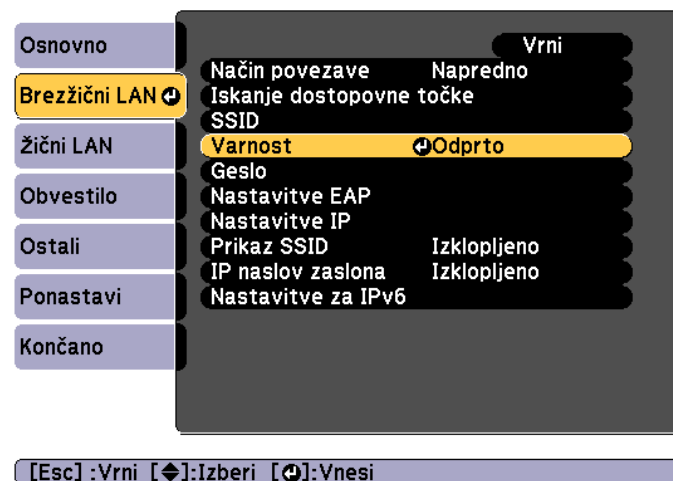 Osnovno
Brezžični LAN
Žični LAN
Obvestilo
Ostali
Ponastavi
Končano
Vrni
Način povezave Napredno
Iskanje dostopovne točke
SSID
Varnost Odprto
Geslo
Nastavitve EAP
Nastavitve IP
Prikaz SSID Izklopljeno
IP naslov zaslona Izklopljeno
Nastavitve za IPv6
[Esc] :Vrni [◆]:Izberi [↵]:Vnesi